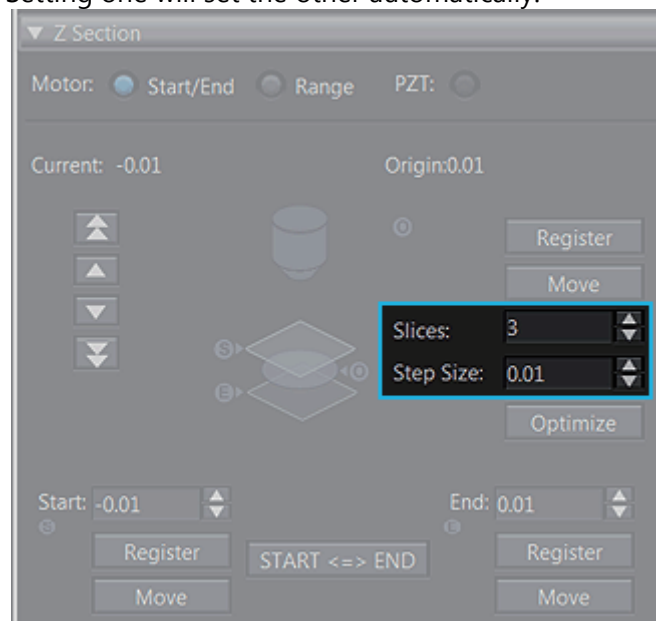 Setting one will set the other automatically.
▼ Z Section
Motor: Start/End Range PZT:
Current: -0.01 Origin:0.01
O
Register
Move
Slices: 3
S
O
Step Size: 0.01
E
Optimize
Start: -0.01 End: 0.01
S E
Register START <=> END Register
Move Move